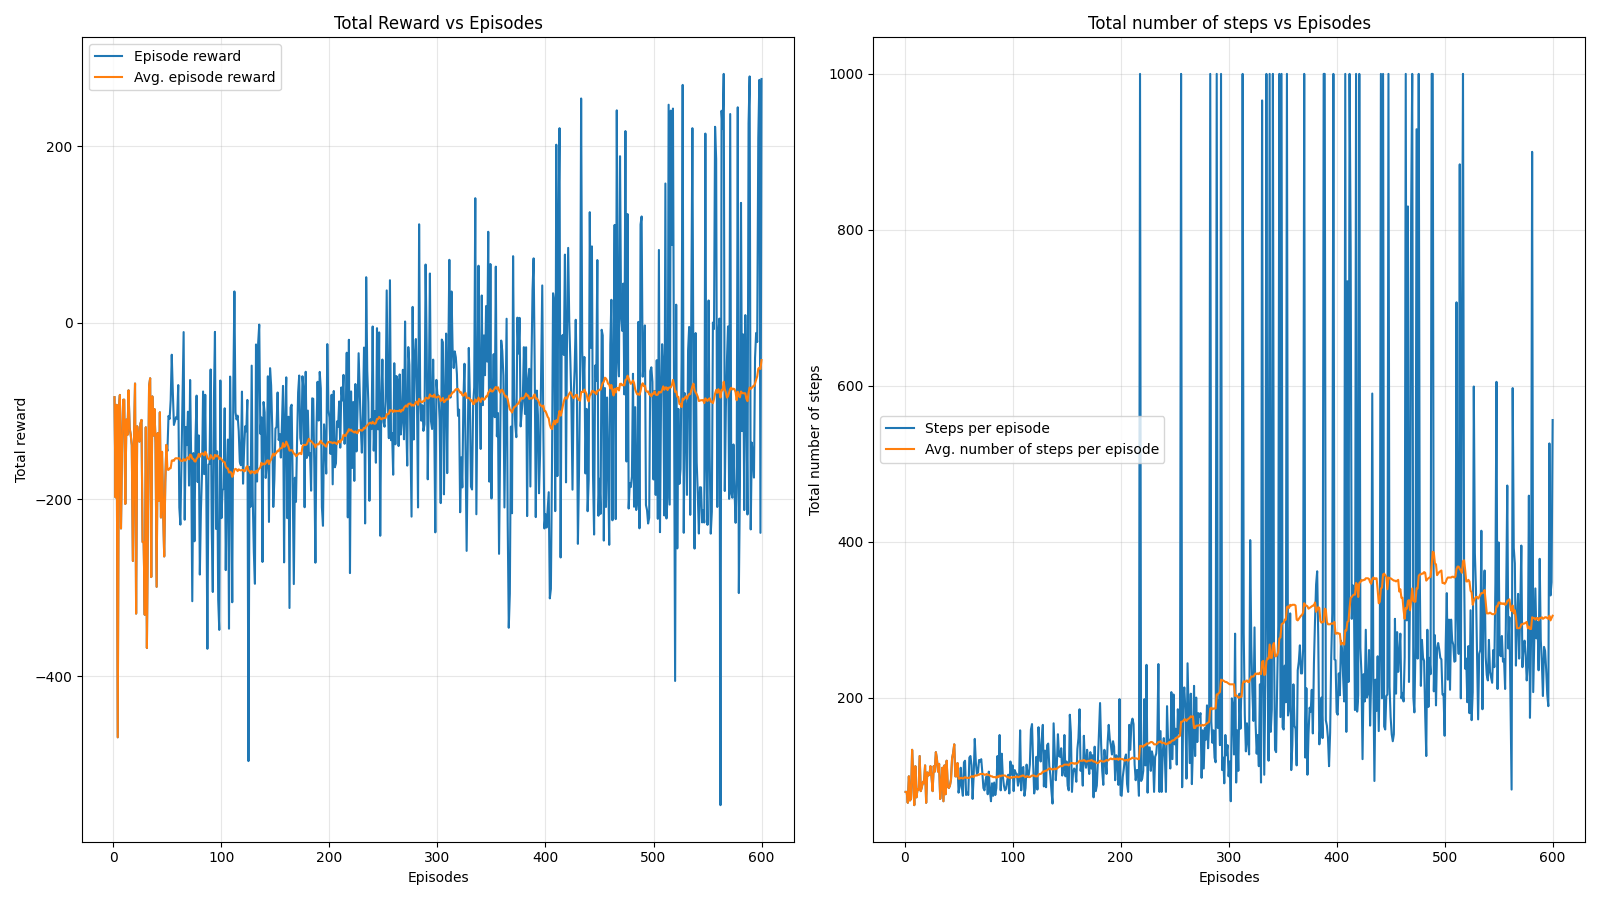 Total Reward vs Episodes
Episode reward
Avg. episode reward
200
0
−200
−400
Total reward
0
100
200
300
400
500
600
Episodes
Total number of steps vs Episodes
1000
800
600
400
200
Total number of steps
Steps per episode
Avg. number of steps per episode
0
100
200
300
400
500
600
Episodes